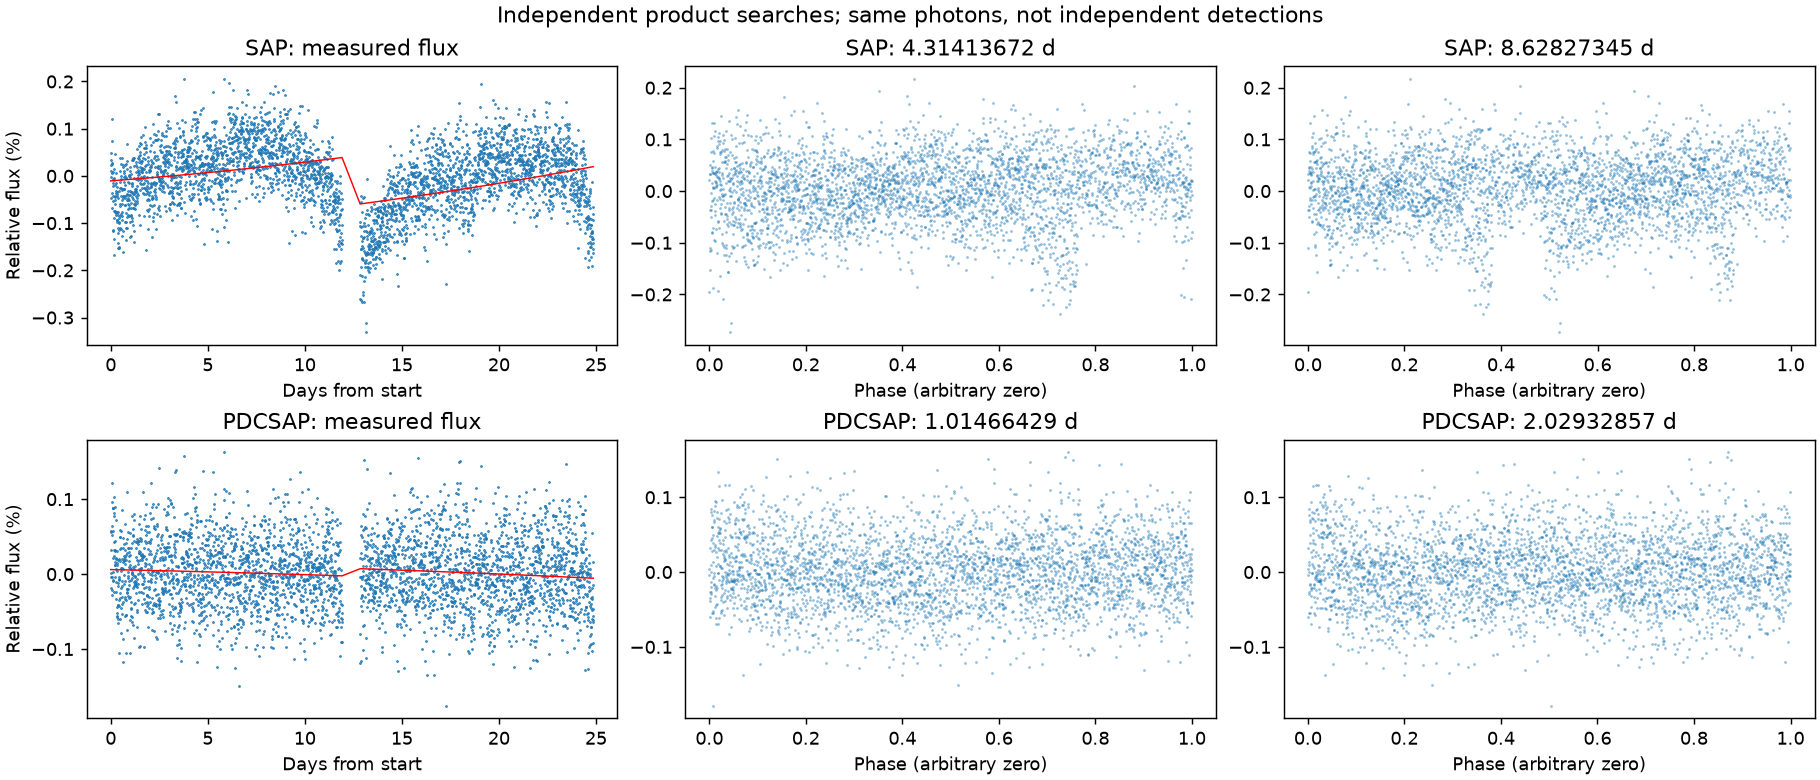 Independent product searches; same photons, not independent detections
SAP: measured flux
SAP: 4.31413672 d
SAP: 8.62827345 d
Relative flux (%)
0.2
0.1
0.0
−0.1
−0.2
−0.3
0 5 10 15 20 25
Days from start
0.2
0.1
0.0
−0.1
−0.2
0.0 0.2 0.4 0.6 0.8 1.0
Phase (arbitrary zero)
0.2
0.1
0.0
−0.1
−0.2
0.0 0.2 0.4 0.6 0.8 1.0
Phase (arbitrary zero)
PDCSAP: measured flux
PDCSAP: 1.01466429 d
PDCSAP: 2.02932857 d
Relative flux (%)
0.1
0.0
−0.1
0 5 10 15 20 25
Days from start
0.1
0.0
−0.1
0.0 0.2 0.4 0.6 0.8 1.0
Phase (arbitrary zero)
0.1
0.0
−0.1
0.0 0.2 0.4 0.6 0.8 1.0
Phase (arbitrary zero)